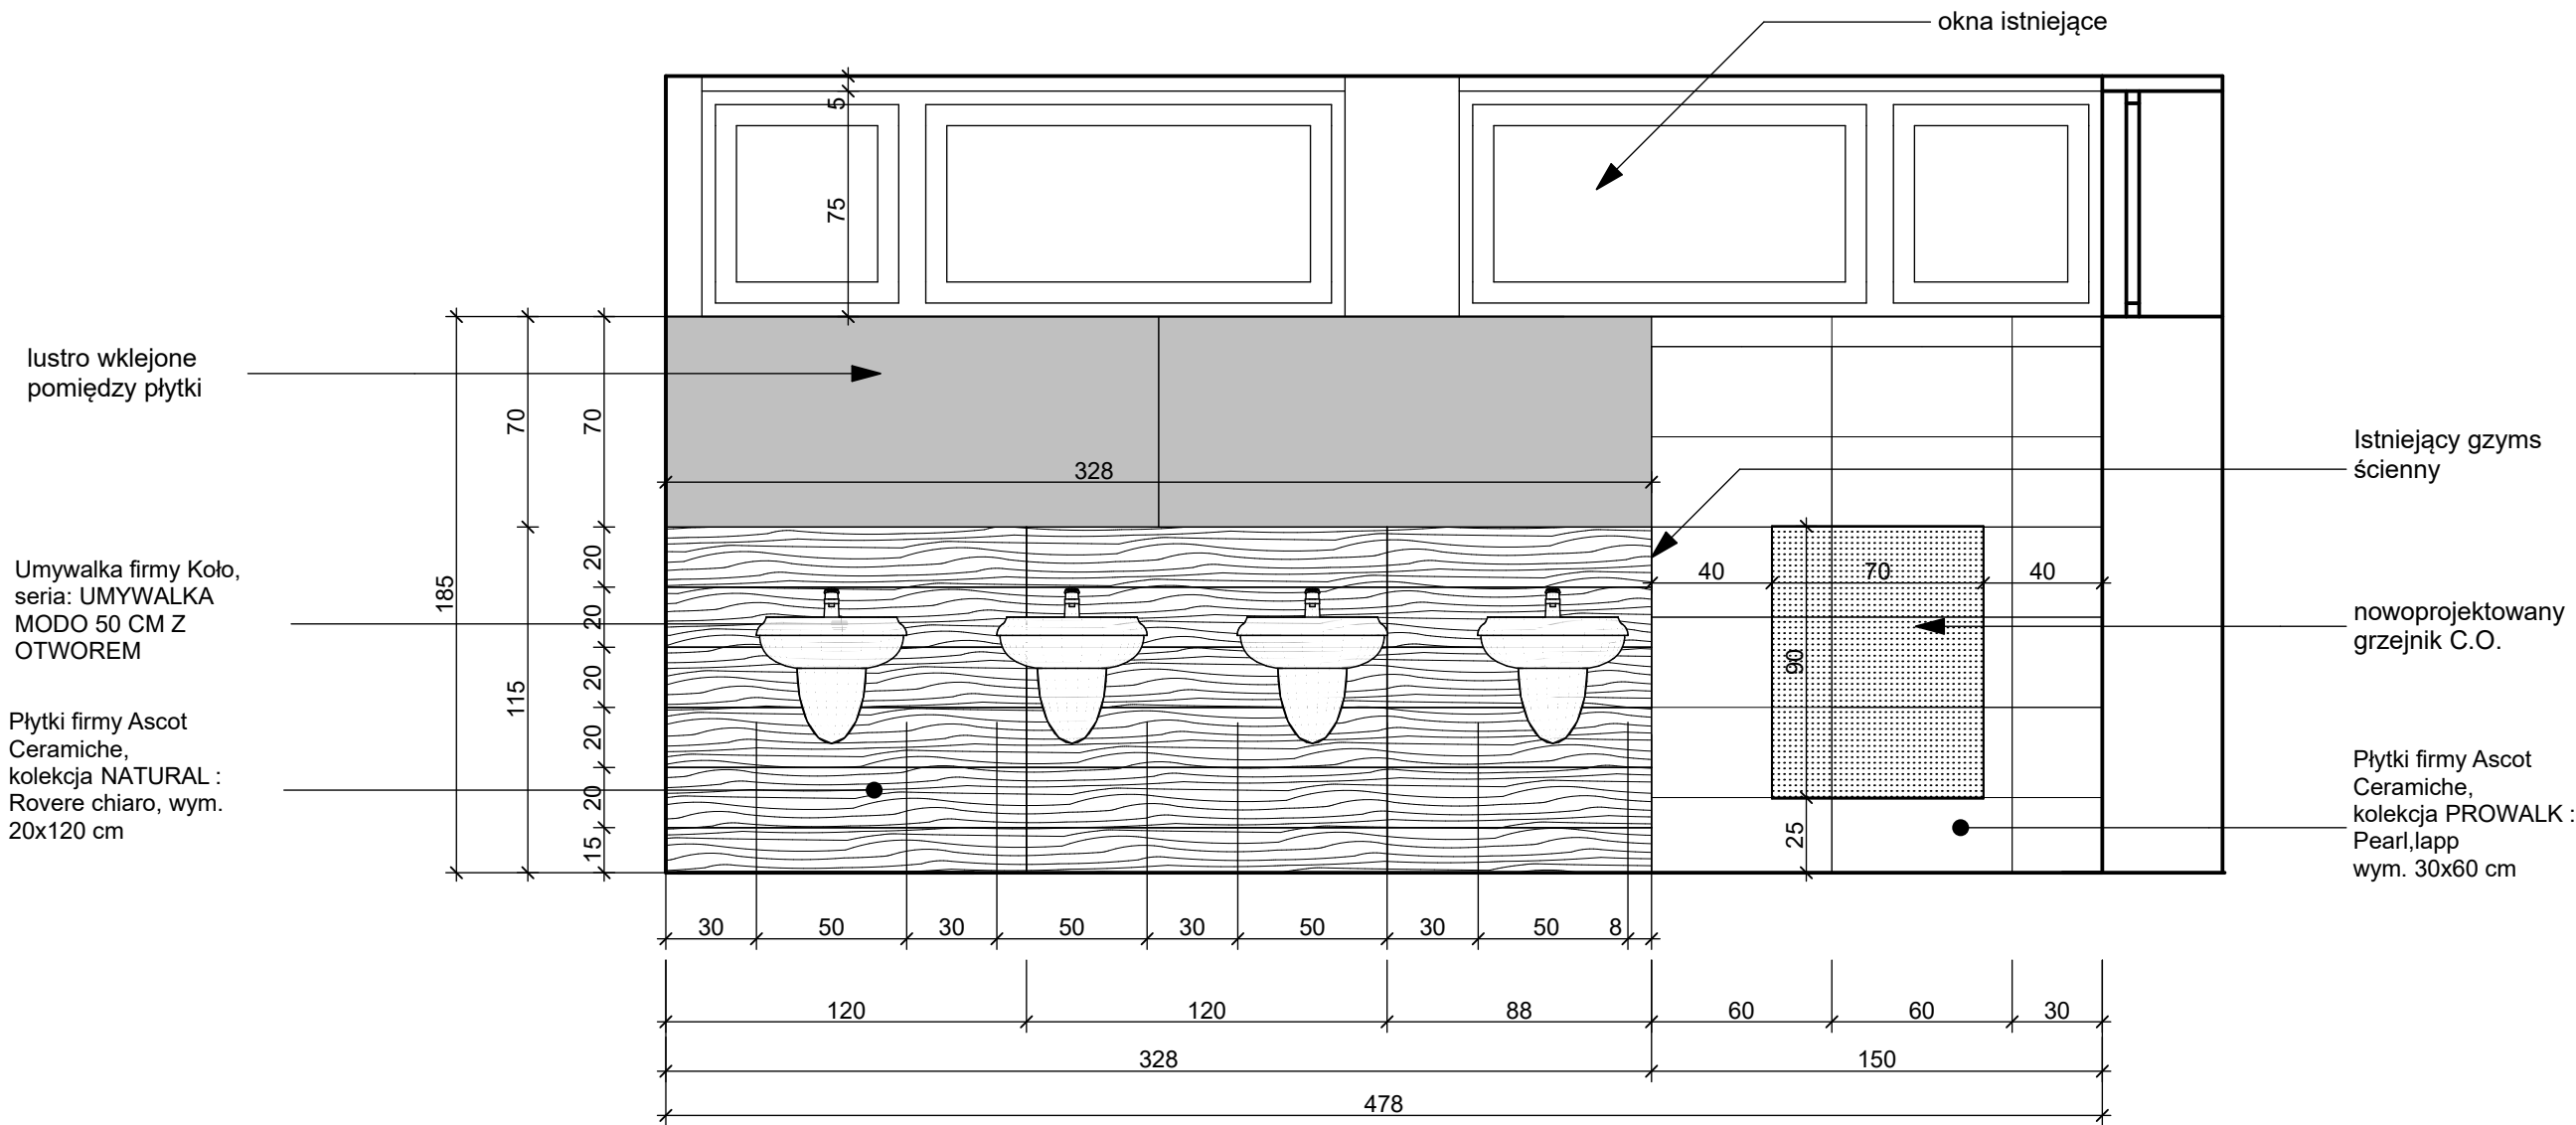 okna istniejące
5
75
lustro wklejone
pomiędzy płytki
70
70
328
Istniejący gzyms
ścienny
185
115
20
20
20
20
20
15
40
70
40
90
25
Umywalka firmy Koło,
seria: UMYWALKA
MODO 50 CM Z
OTWOREM
nowoprojektowany
grzejnik C.O.
Płytki firmy Ascot
Ceramiche,
kolekcja NATURAL :
Rovere chiaro, wym.
20x120 cm
Płytki firmy Ascot
Ceramiche,
kolekcja PROWALK :
Pearl,lapp
wym. 30x60 cm
30 50 30 50 30 50 30 50 8
120 120 88 60 60 30
328 150
478